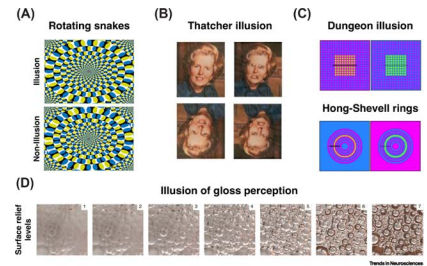 (A)
Rotating snakes
Illusion
Non-Illusion
(B)
Thatcher illusion
(C)
Dungeon illusion
Hong-Shevell rings
(D)
Illusion of gloss perception
Surface relief
levels
1
2
3
4
5
6
7
Trends in Neurosciences